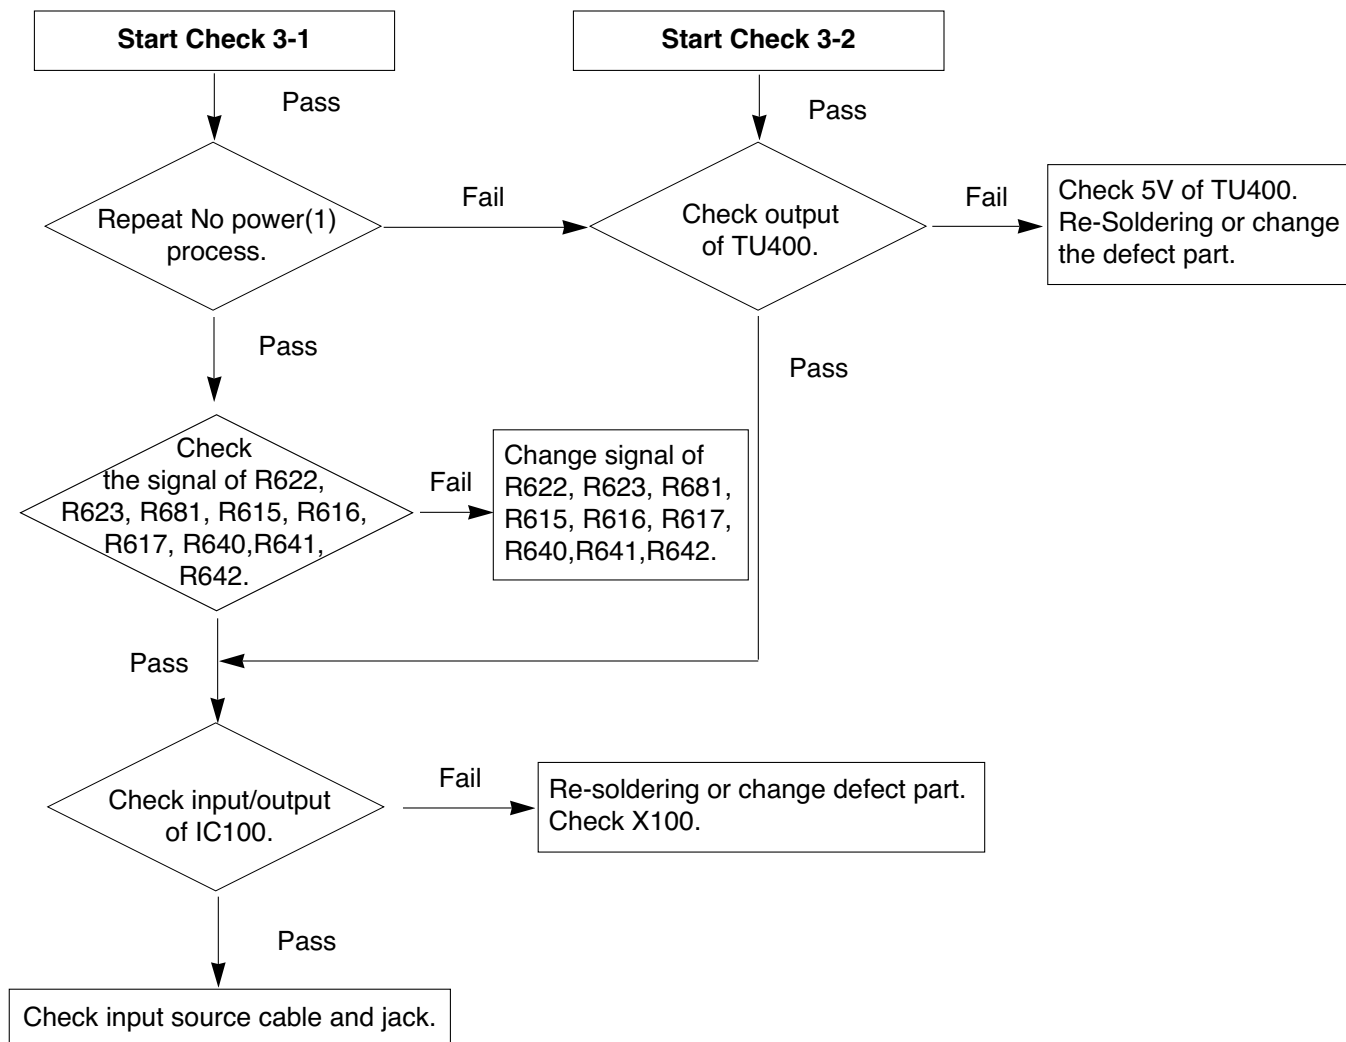 Start Check 3-1
Start Check 3-2
Pass
Pass
Repeat No power(1)
process.
Fail
Check output
of TU400.
Fail
Check 5V of TU400.
Re-Soldering or change
the defect part.
Pass
Pass
Check
the signal of R622,
R623, R681, R615, R616,
R617, R640,R641,
R642.
Fail
Change signal of
R622, R623, R681,
R615, R616, R617,
R640,R641,R642.
Pass
Check input/output
of IC100.
Fail
Re-soldering or change defect part.
Check X100.
Pass
Check input source cable and jack.